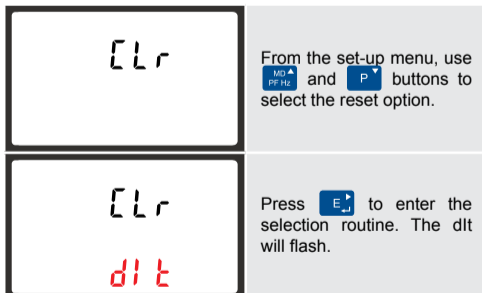 CLr
From the set-up menu, use
MD PF Hz and P buttons to
select the reset option.
CLr
dIt
Press E to enter the
selection routine. The dIt
will flash.